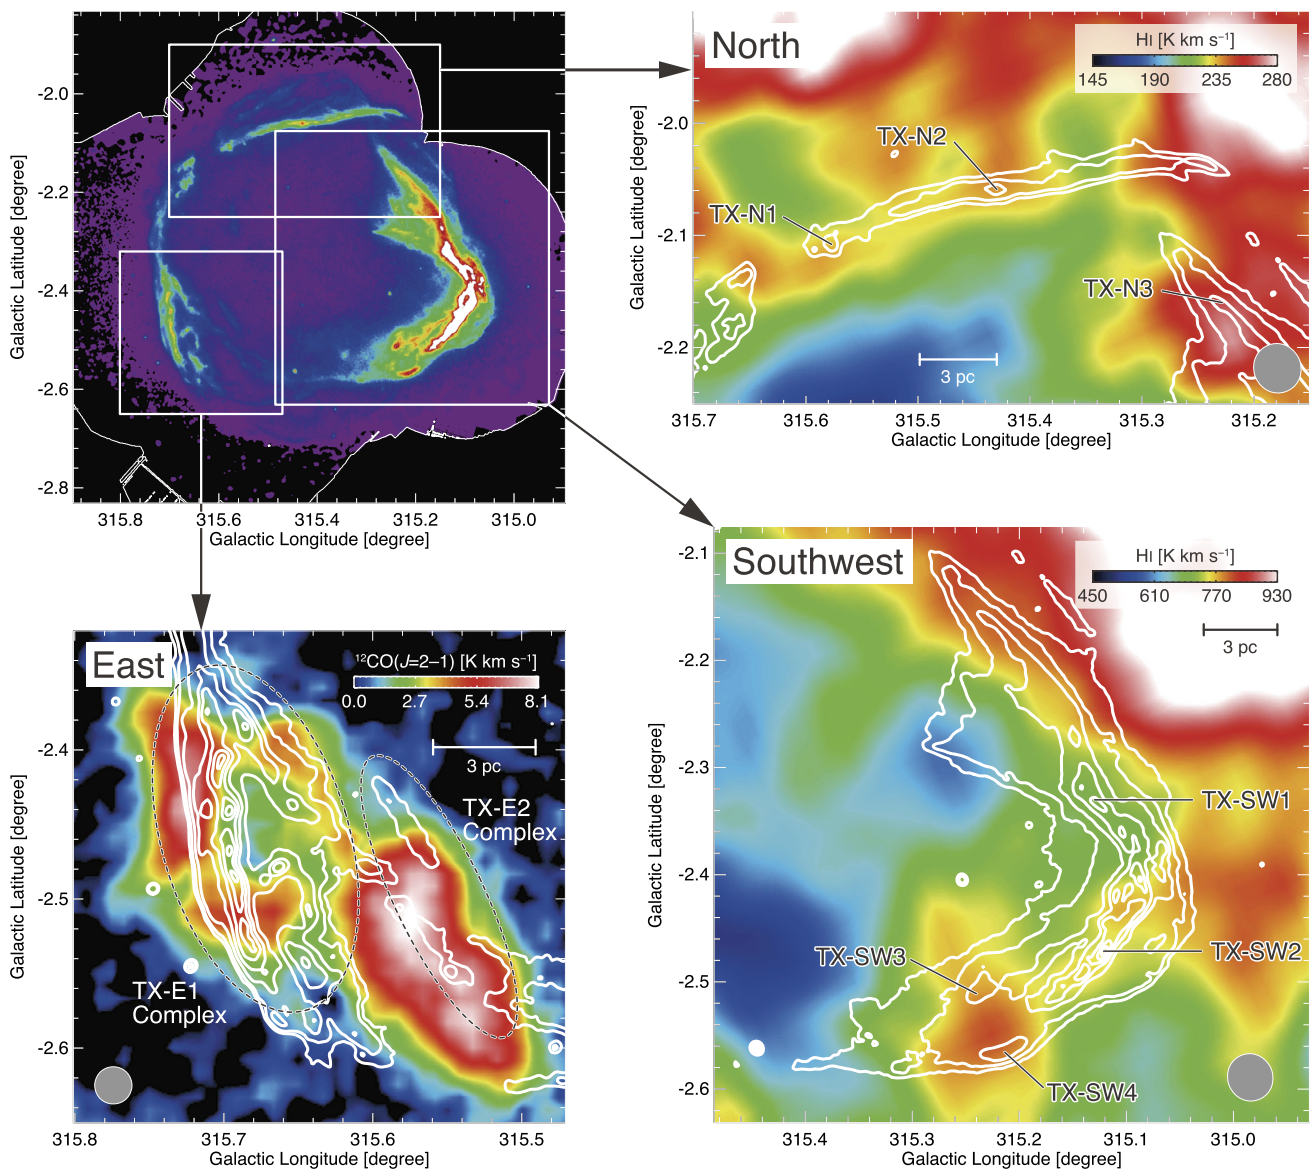 -2.0
-2.2
-2.4
-2.6
-2.8
Galactic Latitude [degree]
315.8 315.6 315.4 315.2 315.0
Galactic Longitude [degree]
North
HI [K km s⁻¹]
145 190 235 280
TX-N2
TX-N1
TX-N3
3 pc
-2.0
-2.1
-2.2
Galactic Latitude [degree]
315.7 315.6 315.5 315.4 315.3 315.2
Galactic Longitude [degree]
East
¹²CO(J=2–1) [K km s⁻¹]
0.0 2.7 5.4 8.1
3 pc
TX-E2
Complex
TX-E1
Complex
-2.4
-2.5
-2.6
Galactic Latitude [degree]
315.8 315.7 315.6 315.5
Galactic Longitude [degree]
Southwest
HI [K km s⁻¹]
450 610 770 930
3 pc
TX-SW1
TX-SW2
TX-SW3
TX-SW4
-2.1
-2.2
-2.3
-2.4
-2.5
-2.6
Galactic Latitude [degree]
315.4 315.3 315.2 315.1 315.0
Galactic Longitude [degree]